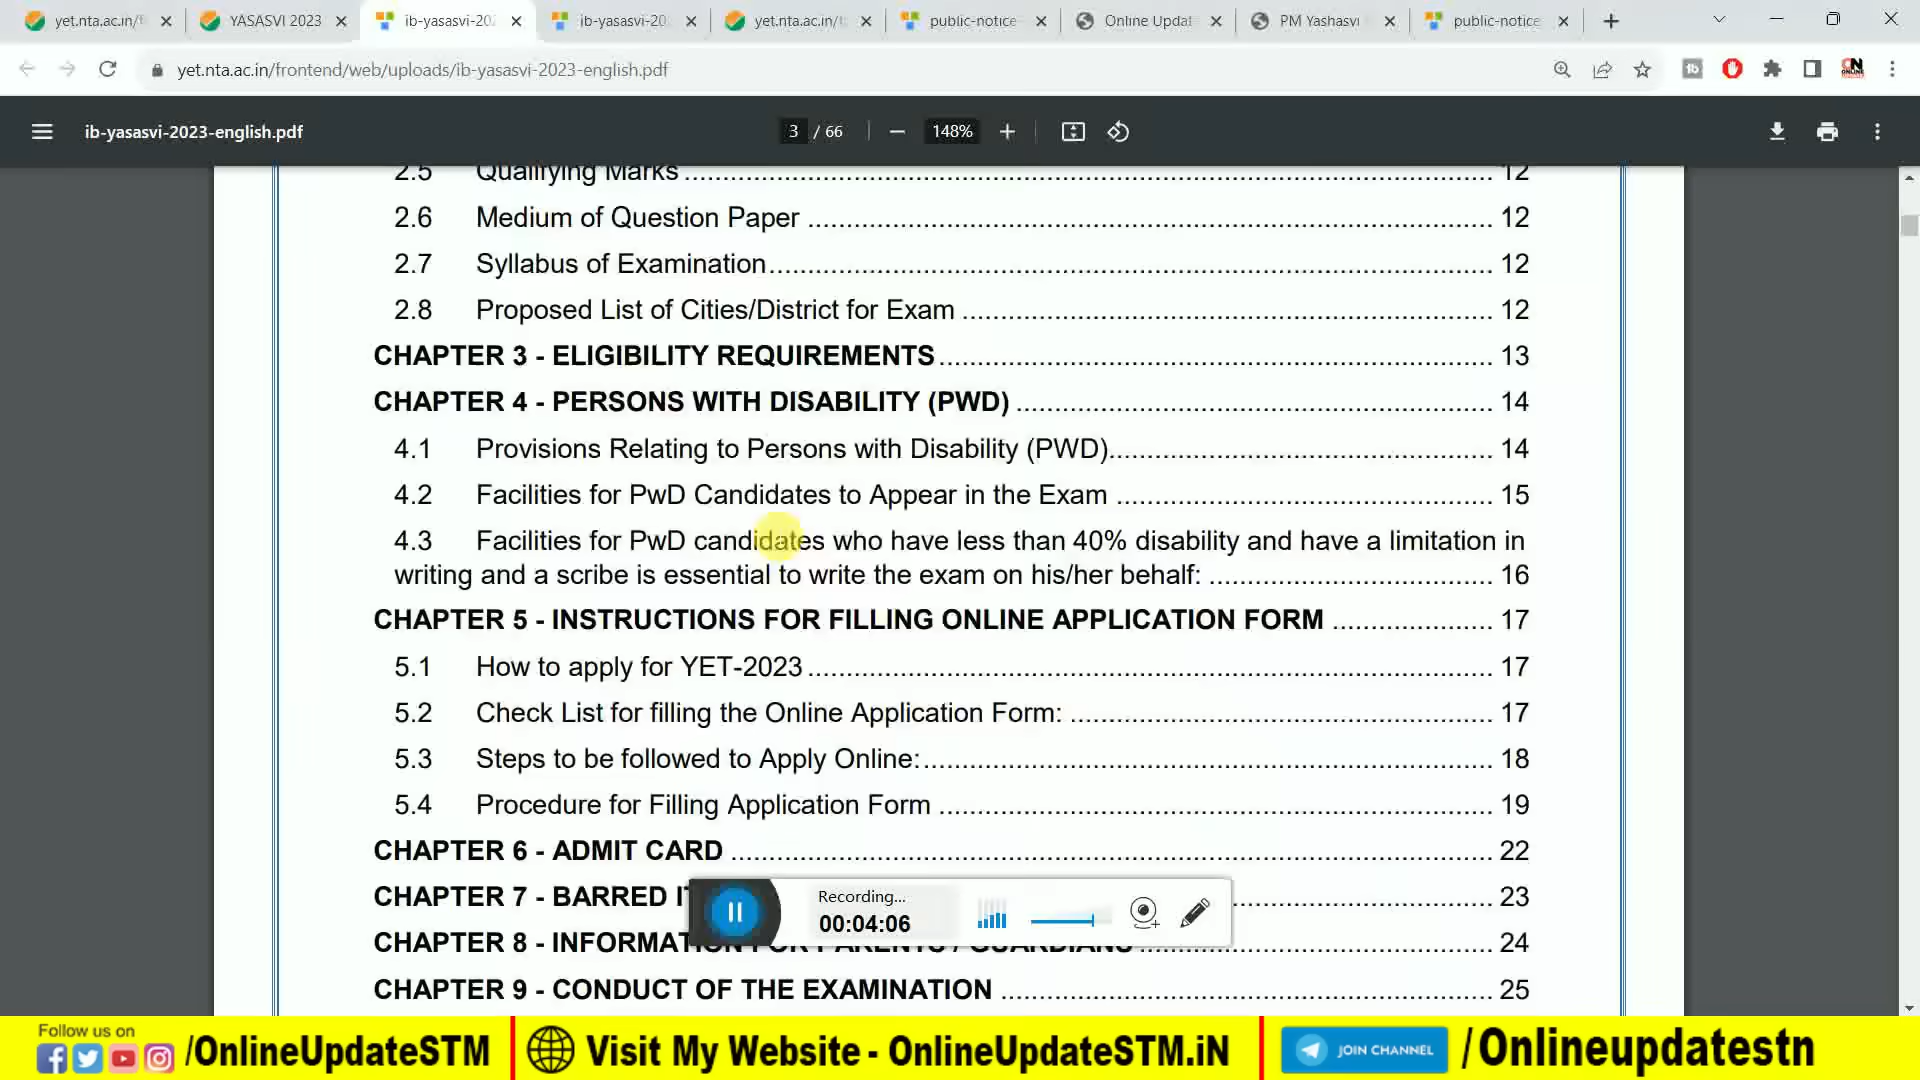 yet.nta.ac.in/f
YASASVI 2023
ib-yasasvi-202
ib-yasasvi-20
yet.nta.ac.in/
public-notice
Online Updat
PM Yashasvi
public-notice
yet.nta.ac.in/frontend/web/uploads/ib-yasasvi-2023-english.pdf
ib-yasasvi-2023-english.pdf
3 / 66
148%
2.5 Qualifying Marks 12
2.6 Medium of Question Paper 12
2.7 Syllabus of Examination 12
2.8 Proposed List of Cities/District for Exam 12
CHAPTER 3 - ELIGIBILITY REQUIREMENTS 13
CHAPTER 4 - PERSONS WITH DISABILITY (PWD) 14
4.1 Provisions Relating to Persons with Disability (PWD) 14
4.2 Facilities for PwD Candidates to Appear in the Exam 15
4.3 Facilities for PwD candidates who have less than 40% disability and have a limitation in
writing and a scribe is essential to write the exam on his/her behalf: 16
CHAPTER 5 - INSTRUCTIONS FOR FILLING ONLINE APPLICATION FORM 17
5.1 How to apply for YET-2023 17
5.2 Check List for filling the Online Application Form: 17
5.3 Steps to be followed to Apply Online: 18
5.4 Procedure for Filling Application Form 19
CHAPTER 6 - ADMIT CARD 22
CHAPTER 7 - BARRED 23
Recording...
00:04:06
CHAPTER 8 - INFORMATION FOR PARENTS / GUARDIANS 24
CHAPTER 9 - CONDUCT OF THE EXAMINATION 25
Follow us on
/OnlineUpdateSTM
Visit My Website - OnlineUpdateSTM.iN
JOIN CHANNEL
/Onlineupdatestn